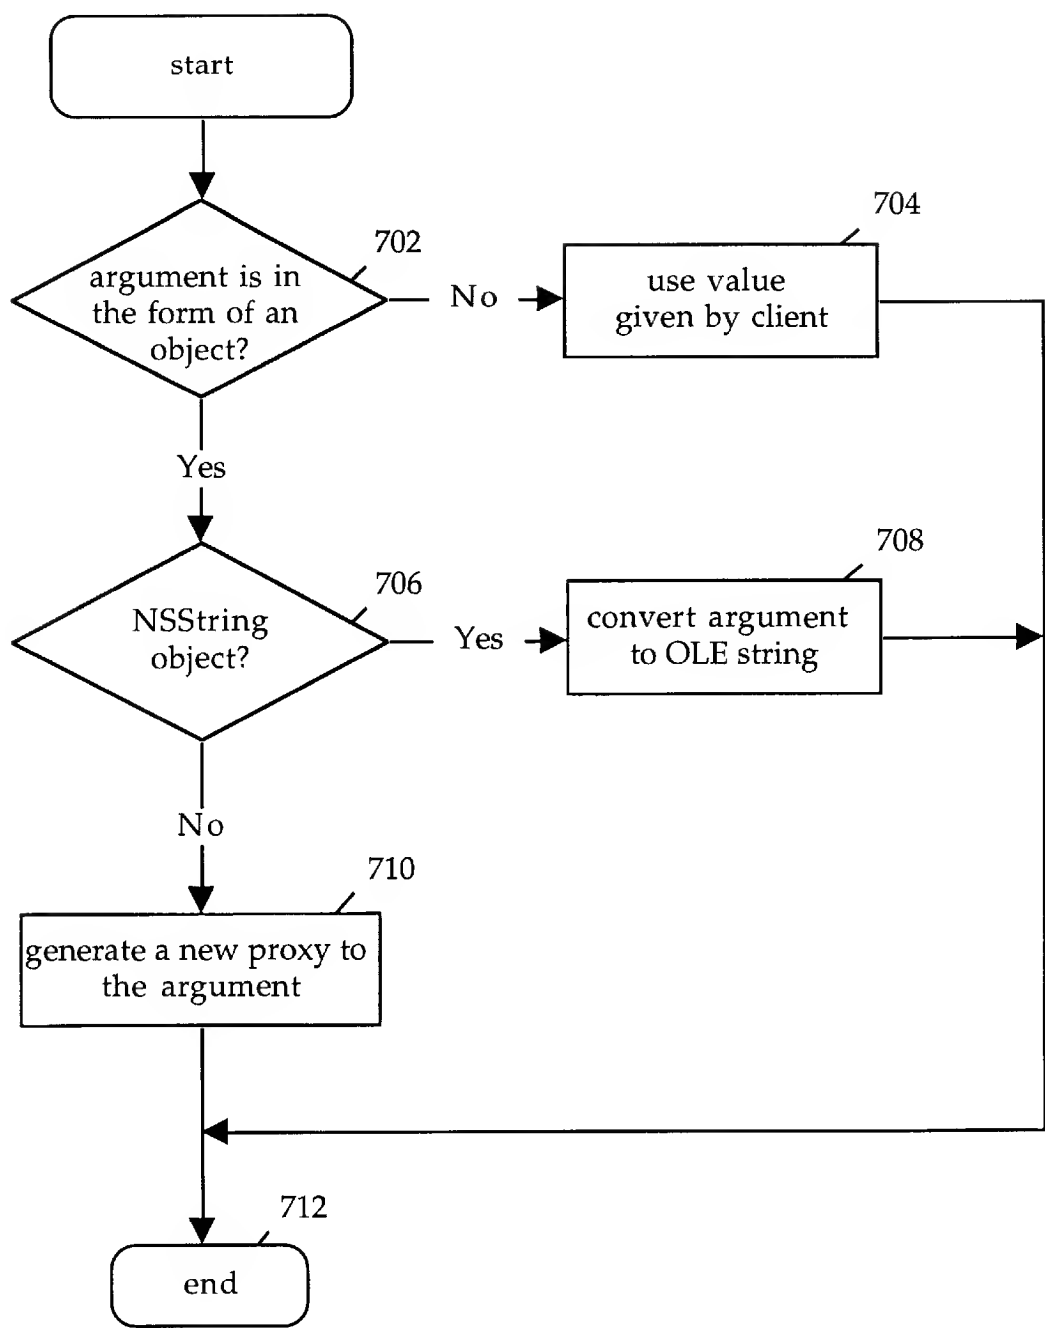 start
702
argument is in
the form of an
object?
No
704
use value
given by client
Yes
706
NSString
object?
Yes
708
convert argument
to OLE string
No
710
generate a new proxy to
the argument
712
end